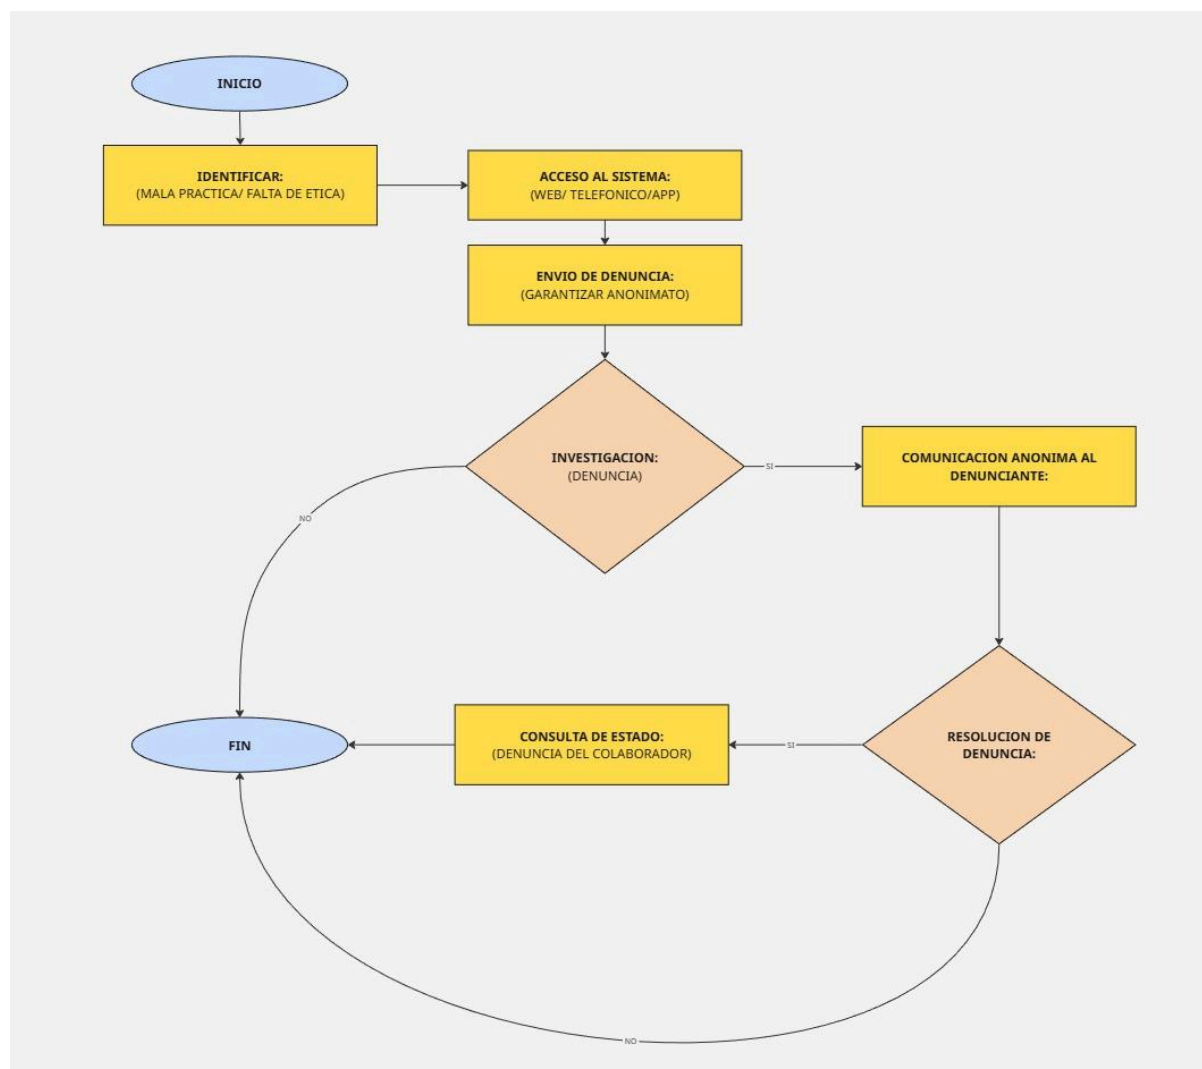 INICIO
IDENTIFICAR:
(MALA PRACTICA/ FALTA DE ETICA)
ACCESO AL SISTEMA:
(WEB/ TELEFONICO/APP)
ENVIO DE DENUNCIA:
(GARANTIZAR ANONIMATO)
INVESTIGACION:
(DENUNCIA)
SI
COMUNICACION ANONIMA AL
DENUNCIANTE:
NO
RESOLUCION DE
DENUNCIA:
SI
CONSULTA DE ESTADO:
(DENUNCIA DEL COLABORADOR)
FIN
NO